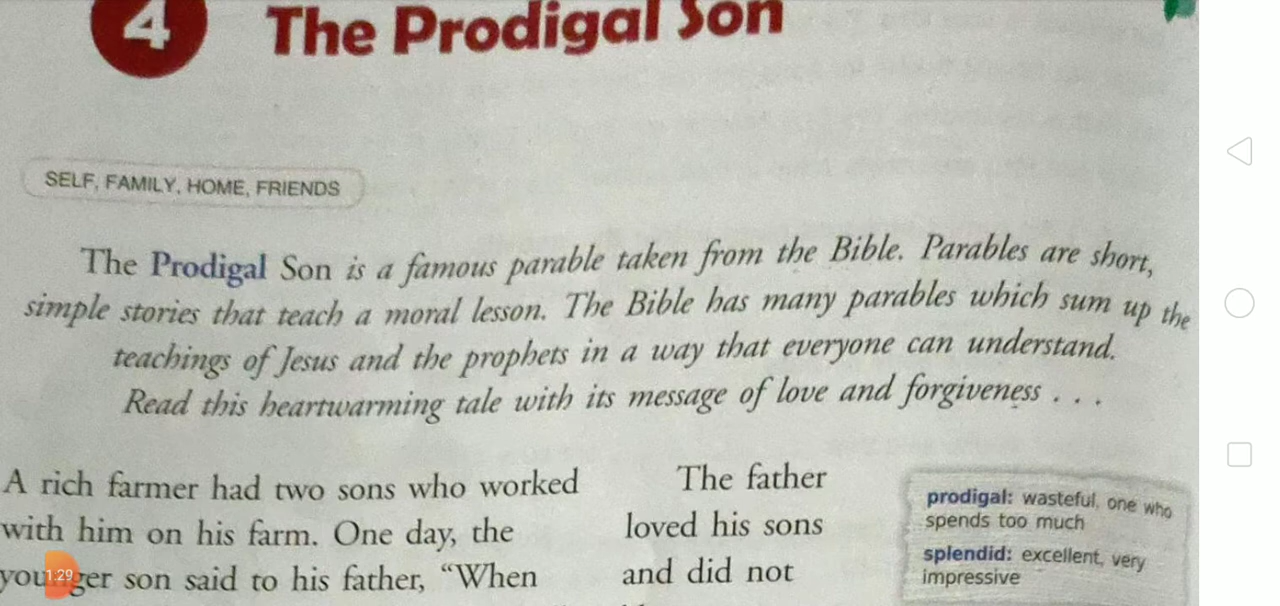 4 The Prodigal Son
SELF, FAMILY, HOME, FRIENDS
The Prodigal Son is a famous parable taken from the Bible. Parables are short,
simple stories that teach a moral lesson. The Bible has many parables which sum up the
teachings of Jesus and the prophets in a way that everyone can understand.
Read this heartwarming tale with its message of love and forgiveness . . .
A rich farmer had two sons who worked
with him on his farm. One day, the
younger son said to his father, “When
The father
loved his sons
and did not
prodigal: wasteful, one who
spends too much
splendid: excellent, very
impressive
1:29